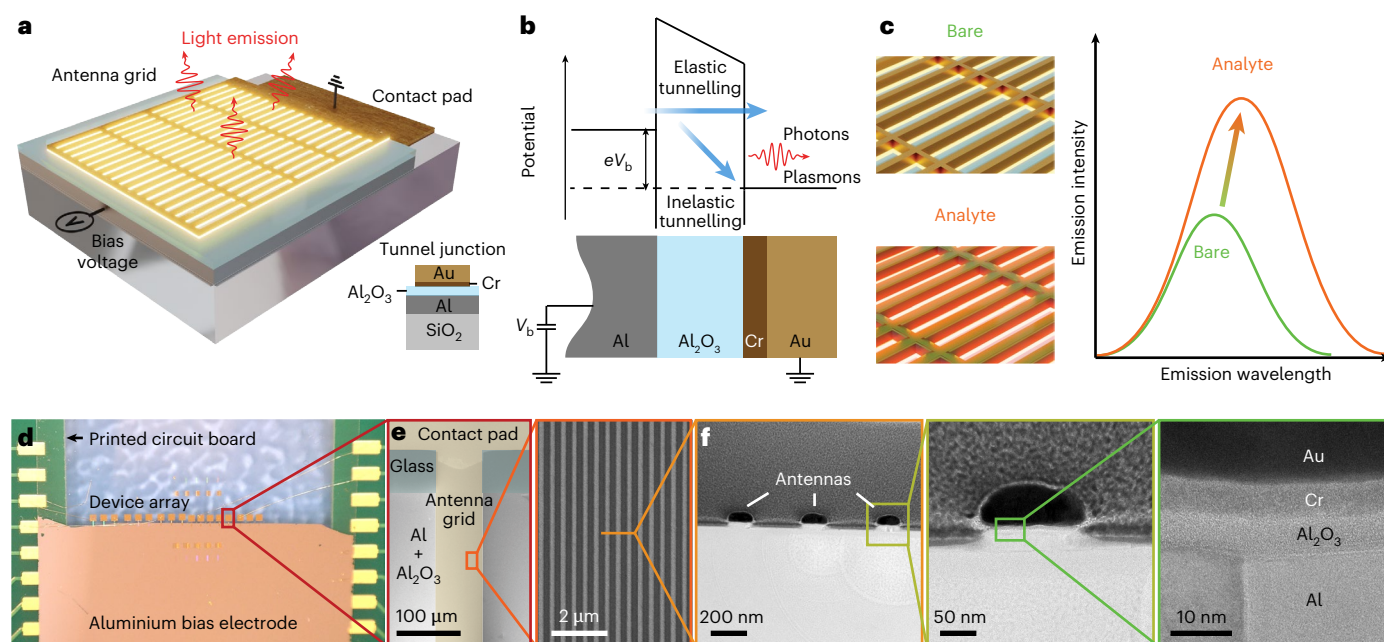 a
Light emission
Antenna grid
Contact pad
Bias
voltage
V
Tunnel junction
Au
Cr
Al₂O₃
Al
SiO₂
b
Potential
Elastic
tunnelling
eV_b
Photons
Plasmons
Inelastic
tunnelling
V_b
Al
Al₂O₃
Cr
Au
c
Bare
Analyte
Emission intensity
Analyte
Bare
Emission wavelength
d
Printed circuit board
Device array
Aluminium bias electrode
e
Contact pad
Glass
Antenna
grid
Al
+
Al₂O₃
100 μm
2 μm
f
Antennas
200 nm
50 nm
Au
Cr
Al₂O₃
Al
10 nm